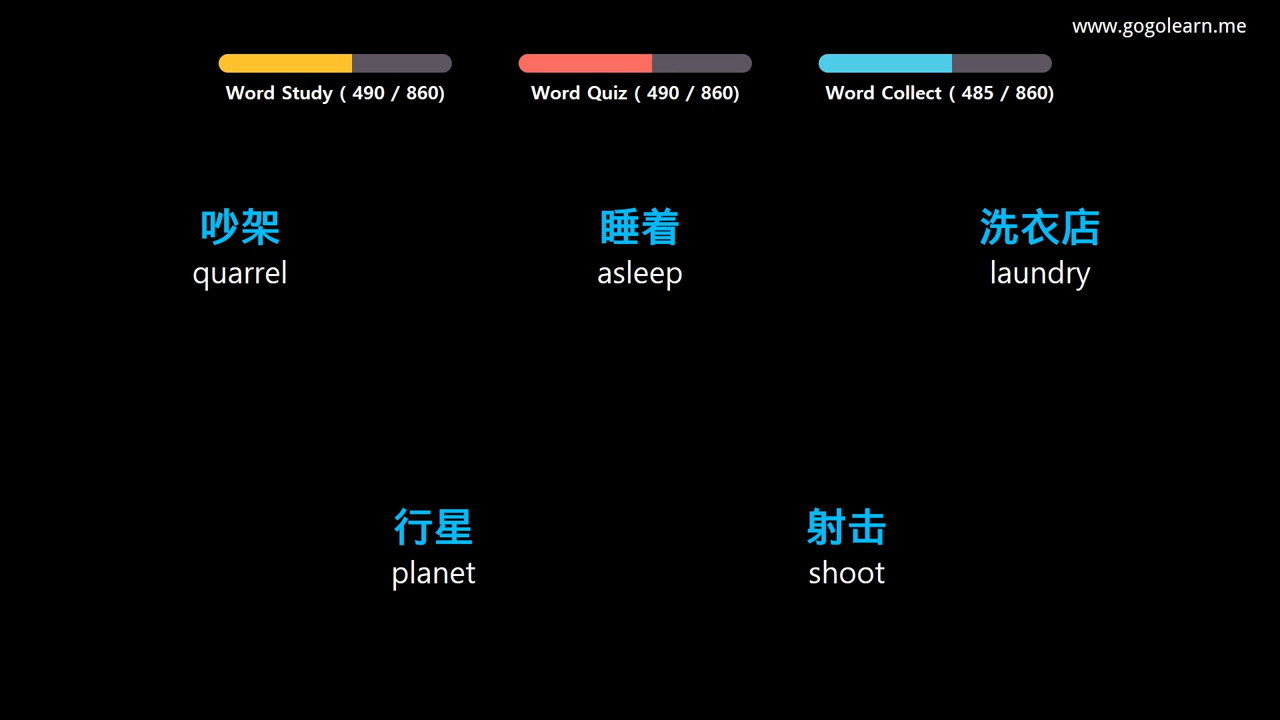 www.gogolearn.me
Word Study ( 490 / 860)
Word Quiz ( 490 / 860)
Word Collect ( 485 / 860)
吵架
quarrel
睡着
asleep
洗衣店
laundry
行星
planet
射击
shoot